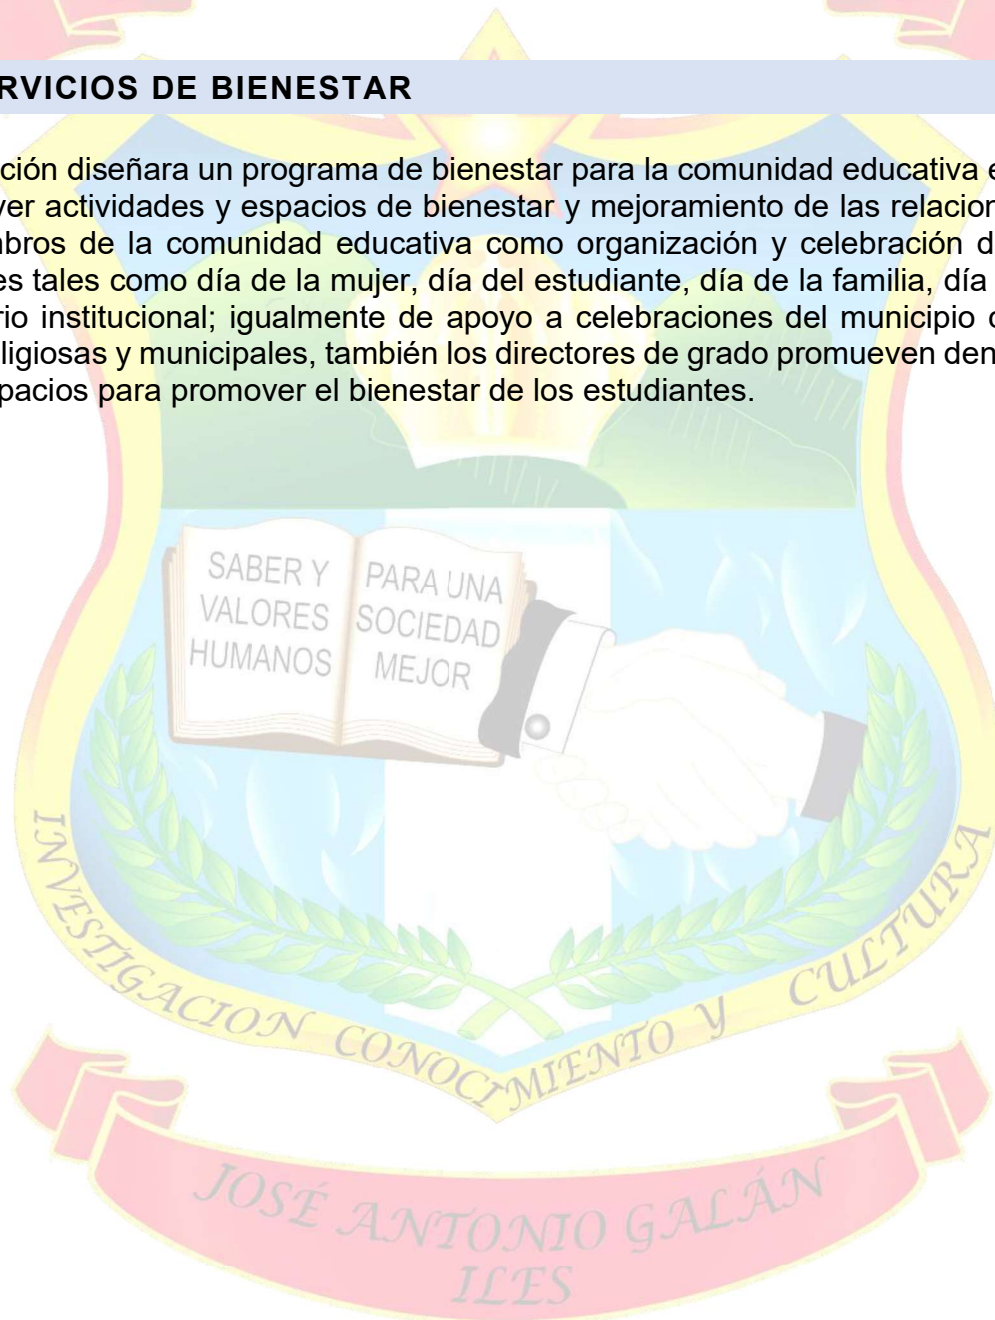 RVICIOS DE BIENESTAR
ción diseñara un programa de bienestar para la comunidad educativa e
ver actividades y espacios de bienestar y mejoramiento de las relacion
bros de la comunidad educativa como organización y celebración d
es tales como día de la mujer, día del estudiante, día de la familia, día
rio institucional; igualmente de apoyo a celebraciones del municipio
ligiosas y municipales, también los directores de grado promueven den
pacios para promover el bienestar de los estudiantes.
SABER Y
VALORES
HUMANOS
PARA UNA
SOCIEDAD
MEJOR
INVESTIGACION CONOCIMIENTO Y CULTURA
JOSÉ ANTONIO GALÁN
ILES